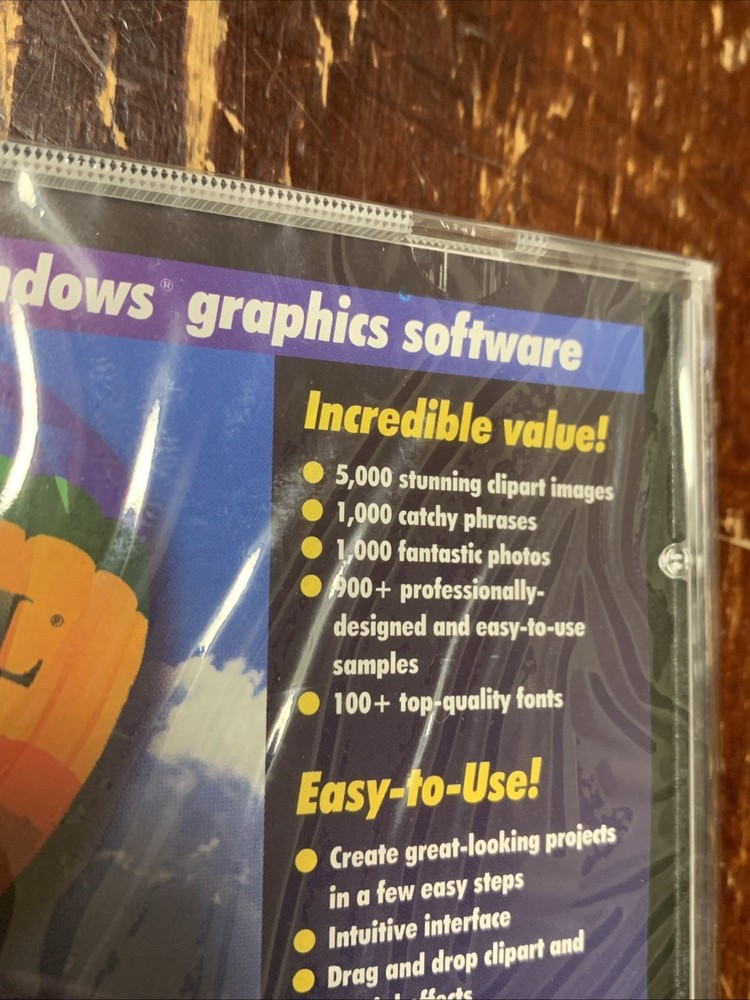 ndows® graphics software
Incredible value!
5,000 stunning clipart images
1,000 catchy phrases
1,000 fantastic photos
900+ professionally-
designed and easy-to-use
samples
100+ top-quality fonts
L®
Easy-to-Use!
Create great-looking projects
in a few easy steps
Intuitive interface
Drag and drop clipart and
effects